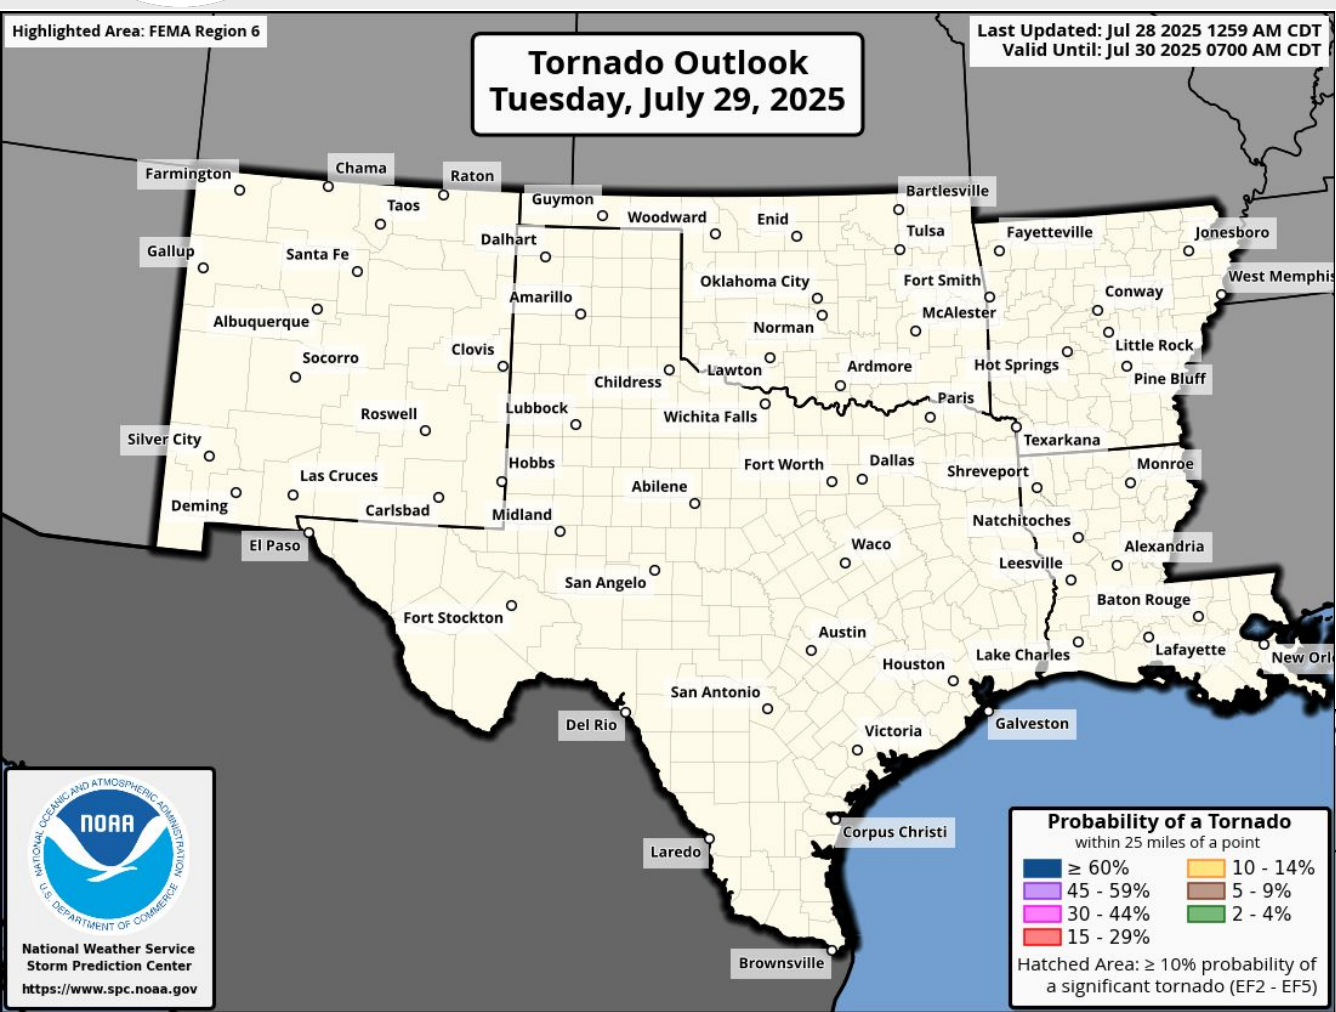 Highlighted Area: FEMA Region 6
Last Updated: Jul 28 2025 1259 AM CDT
Valid Until: Jul 30 2025 0700 AM CDT
Tornado Outlook
Tuesday, July 29, 2025
Farmington
Chama
Raton
Taos
Guymon
Woodward
Enid
Bartlesville
Tulsa
Fayetteville
Jonesboro
Gallup
Santa Fe
Dalhart
Oklahoma City
Fort Smith
West Memphis
Conway
Albuquerque
Amarillo
Norman
McAlester
Little Rock
Socorro
Clovis
Childress
Lawton
Ardmore
Hot Springs
Pine Bluff
Roswell
Lubbock
Wichita Falls
Paris
Texarkana
Silver City
Las Cruces
Hobbs
Abilene
Fort Worth
Dallas
Shreveport
Monroe
Deming
Carlsbad
Midland
Natchitoches
El Paso
San Angelo
Waco
Leesville
Alexandria
Fort Stockton
Austin
Baton Rouge
Houston
Lake Charles
Lafayette
New Orl
Del Rio
San Antonio
Victoria
Galveston
Laredo
Corpus Christi
Brownsville
NATIONAL OCEANIC AND ATMOSPHERIC ADMINISTRATION
NOAA
U.S. DEPARTMENT OF COMMERCE
National Weather Service
Storm Prediction Center
https://www.spc.noaa.gov
Probability of a Tornado
within 25 miles of a point
≥ 60% 10 - 14%
45 - 59% 5 - 9%
30 - 44% 2 - 4%
15 - 29%
Hatched Area: ≥ 10% probability of
a significant tornado (EF2 - EF5)